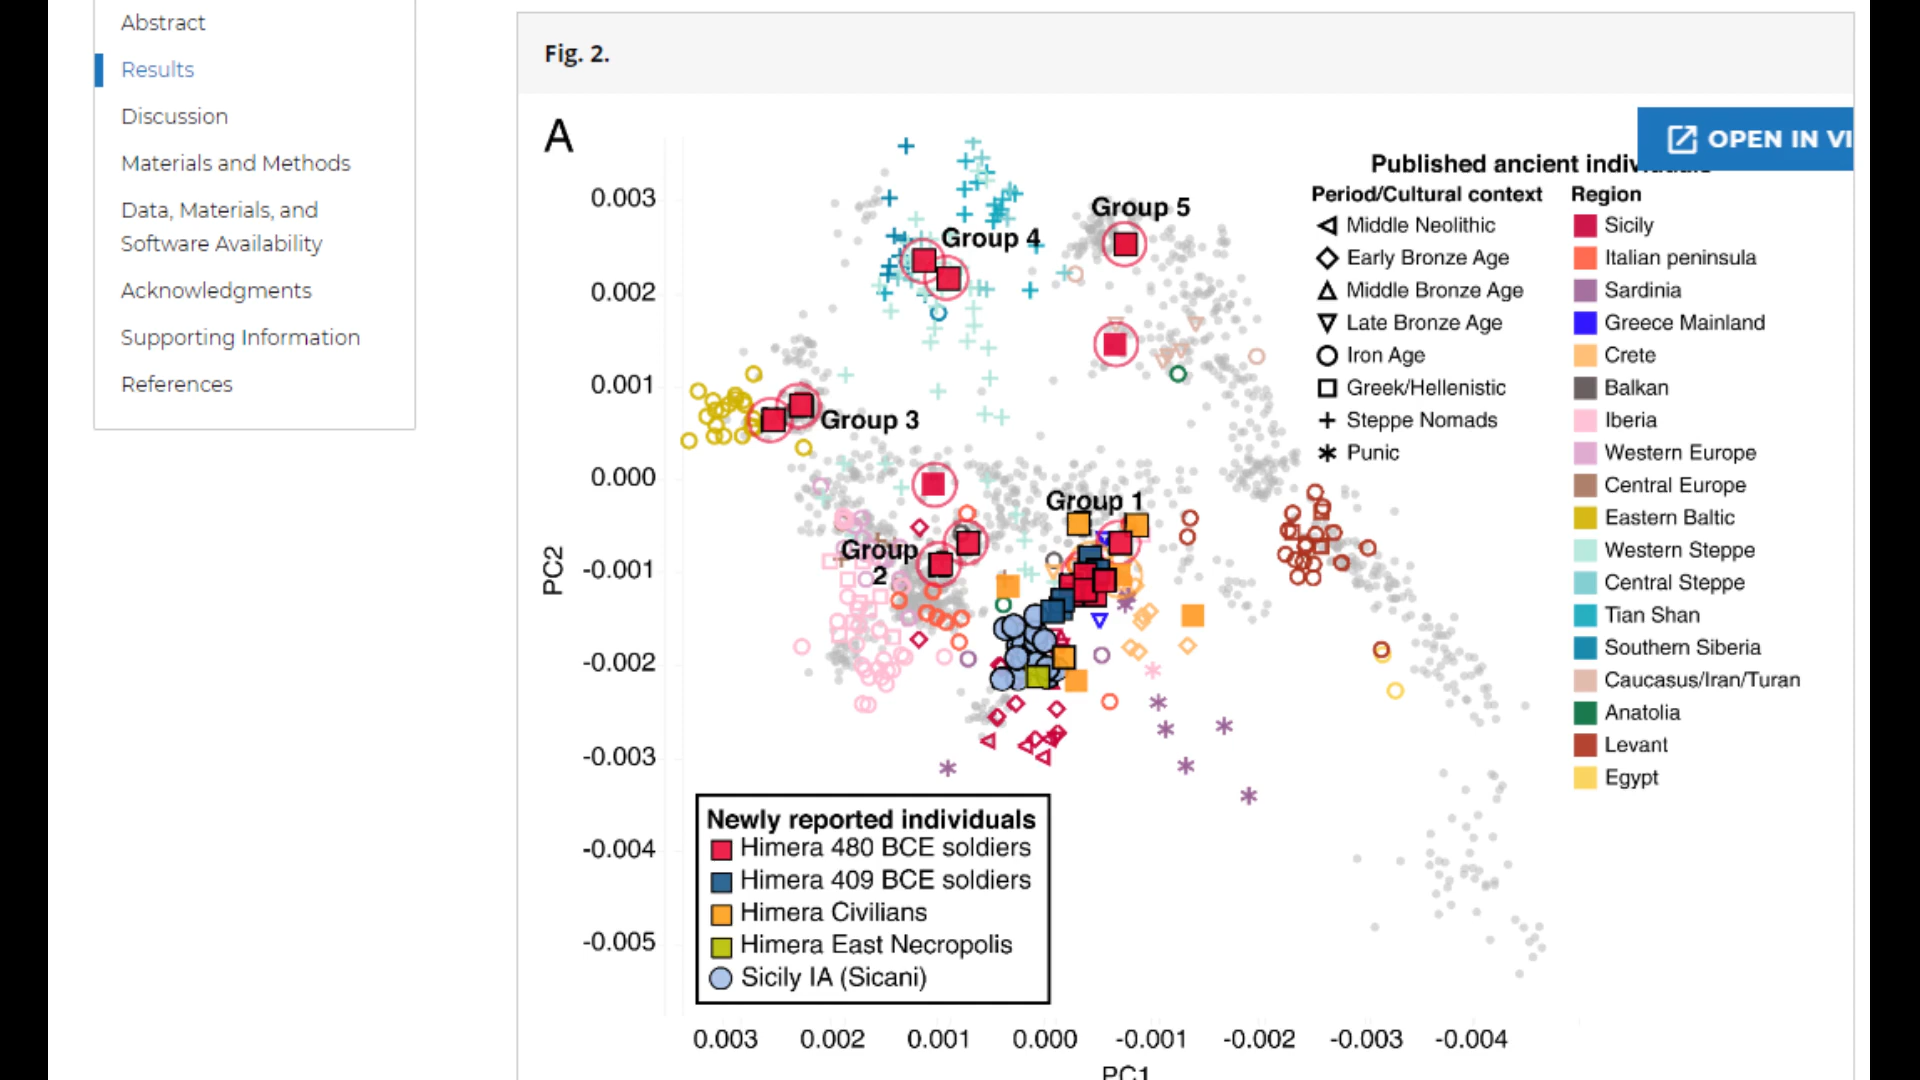 Abstract
Results
Discussion
Materials and Methods
Data, Materials, and
Software Availability
Acknowledgments
Supporting Information
References
Fig. 2.
A
OPEN IN VI
Published ancient
Period/Cultural context
Middle Neolithic
Early Bronze Age
Middle Bronze Age
Late Bronze Age
Iron Age
Greek/Hellenistic
Steppe Nomads
Punic
Region
Sicily
Italian peninsula
Sardinia
Greece Mainland
Crete
Balkan
Iberia
Western Europe
Central Europe
Eastern Baltic
Western Steppe
Central Steppe
Tian Shan
Southern Siberia
Caucasus/Iran/Turan
Anatolia
Levant
Egypt
Group 5
Group 4
Group 3
Group 1
Group
2
PC2
0.003
0.002
0.001
0.000
-0.001
-0.002
-0.003
-0.004
-0.005
Newly reported individuals
Himera 480 BCE soldiers
Himera 409 BCE soldiers
Himera Civilians
Himera East Necropolis
Sicily IA (Sicani)
0.003 0.002 0.001 0.000 -0.001 -0.002 -0.003 -0.004
PC1